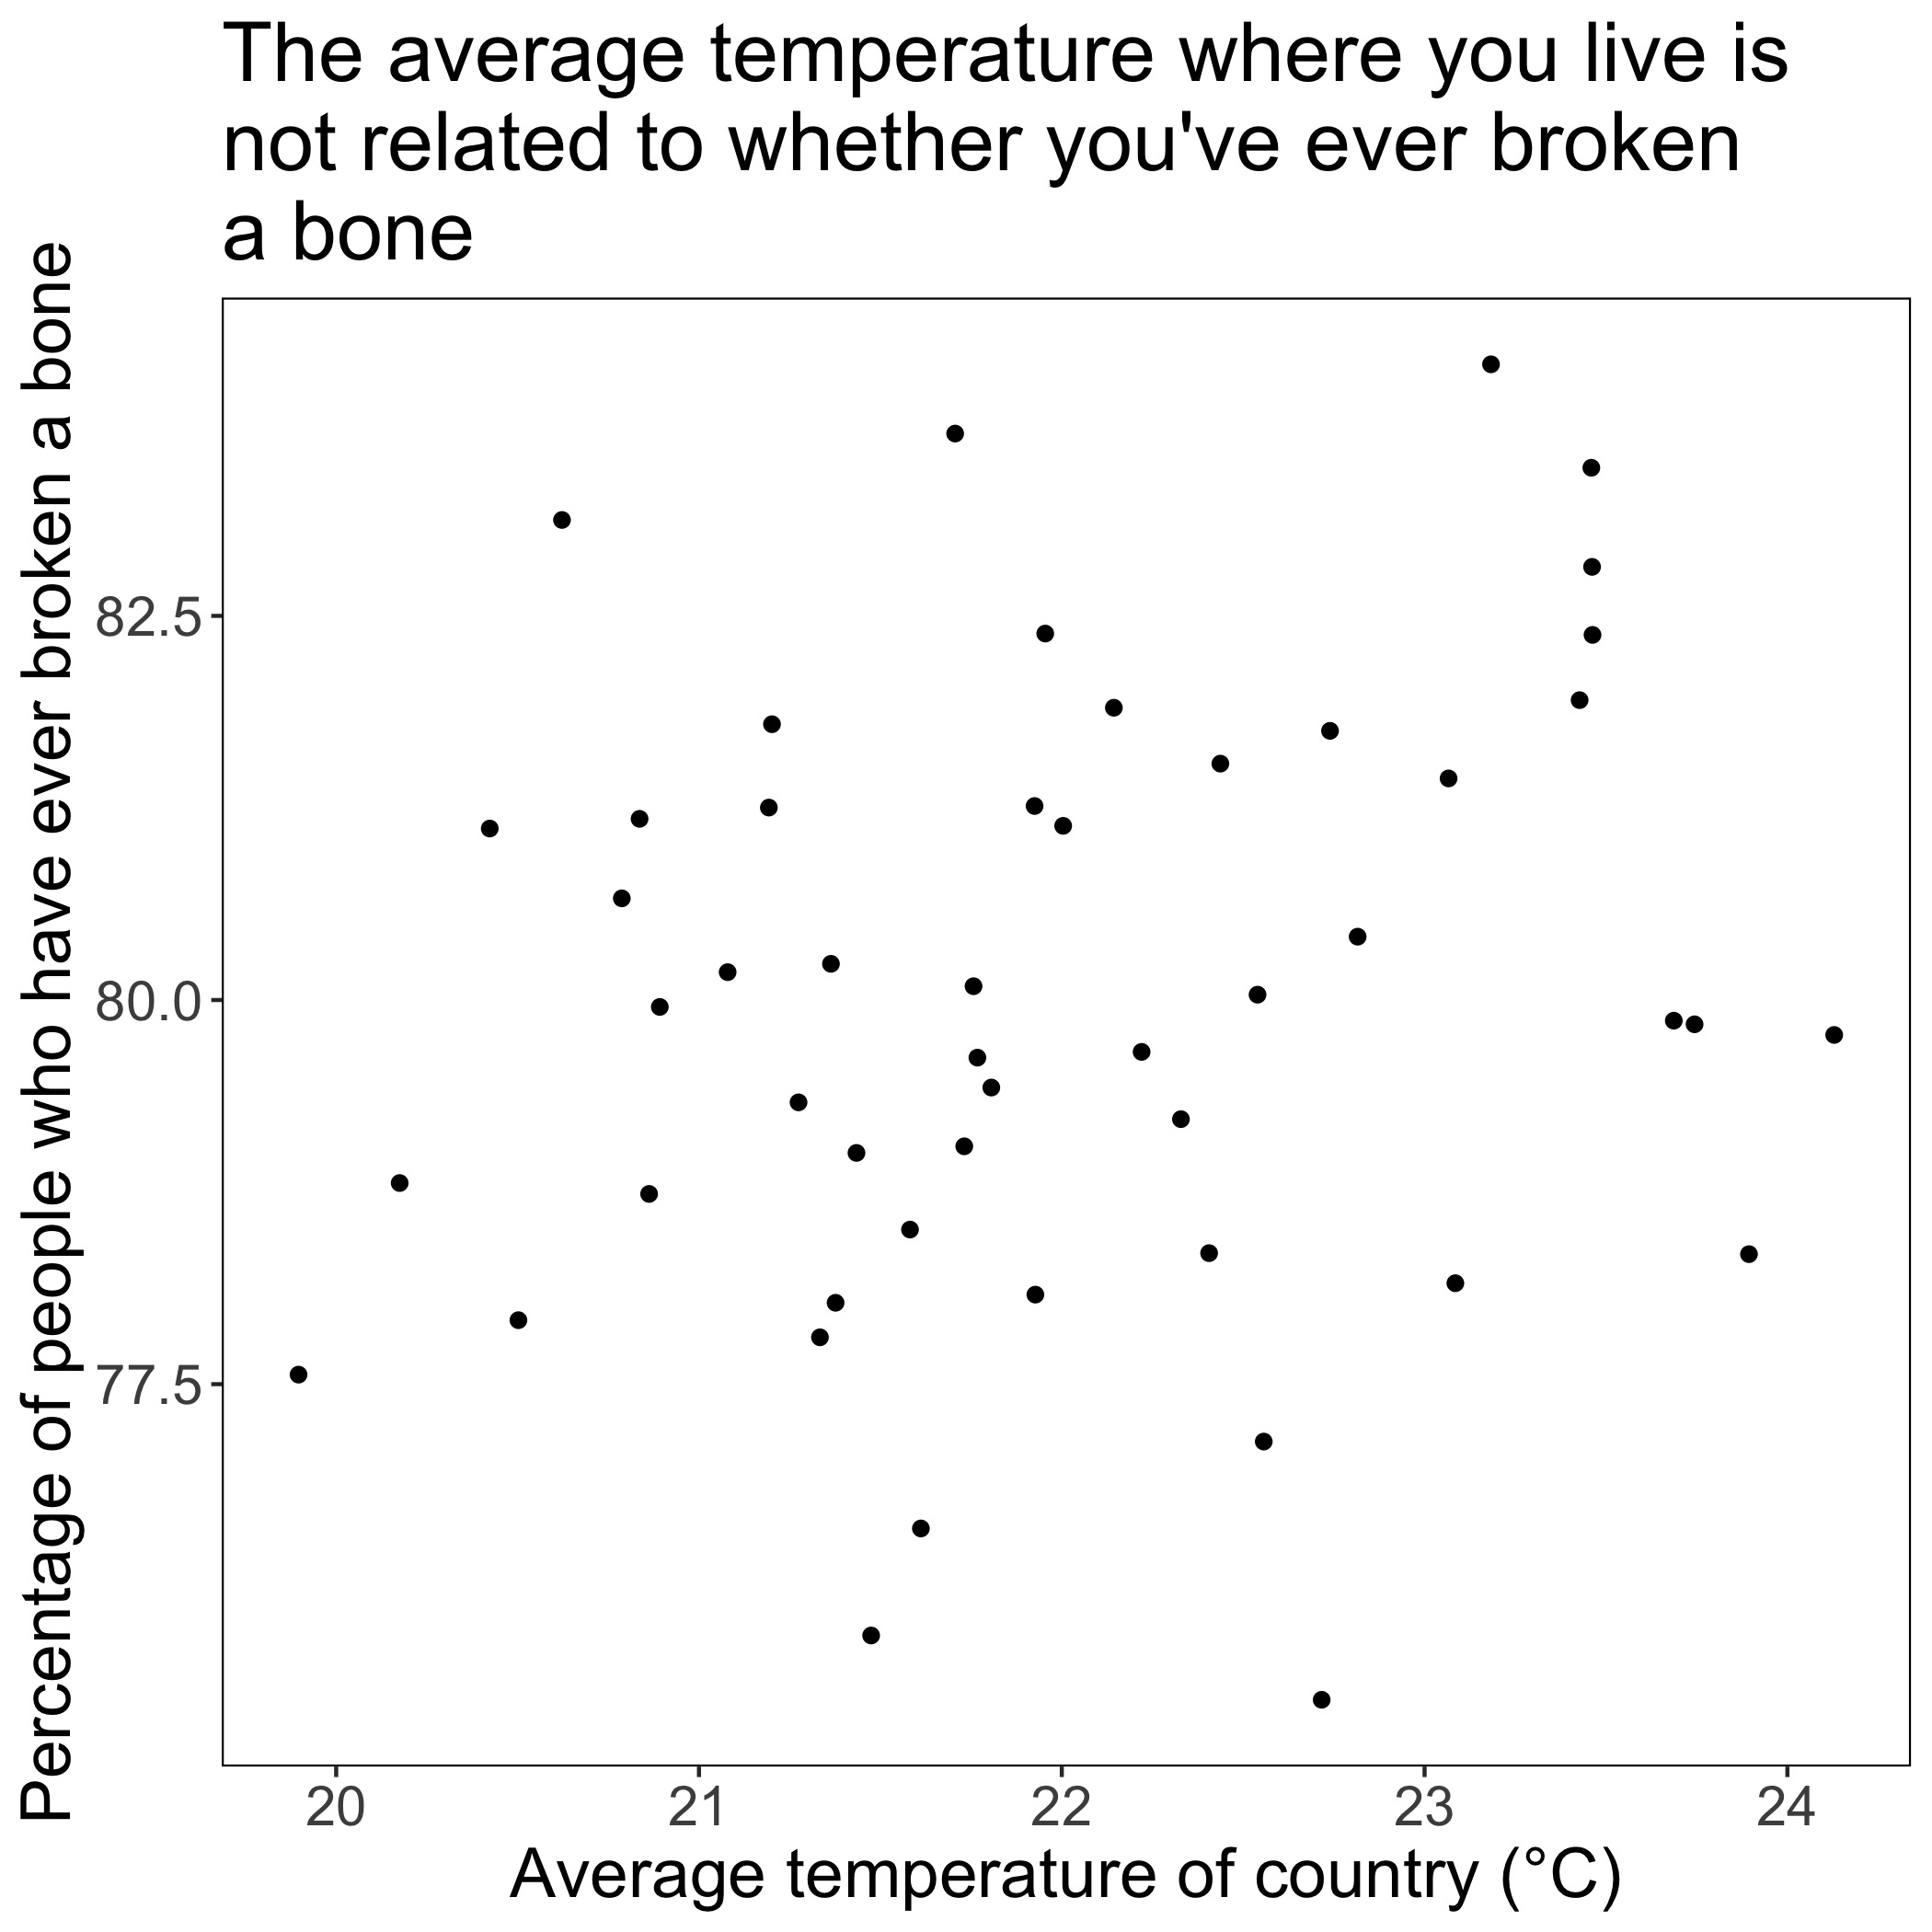 The average temperature where you live is
not related to whether you've ever broken
a bone
Percentage of people who have ever broken a bone
82.5
80.0
77.5
20
21
22
23
24
Average temperature of country (°C)